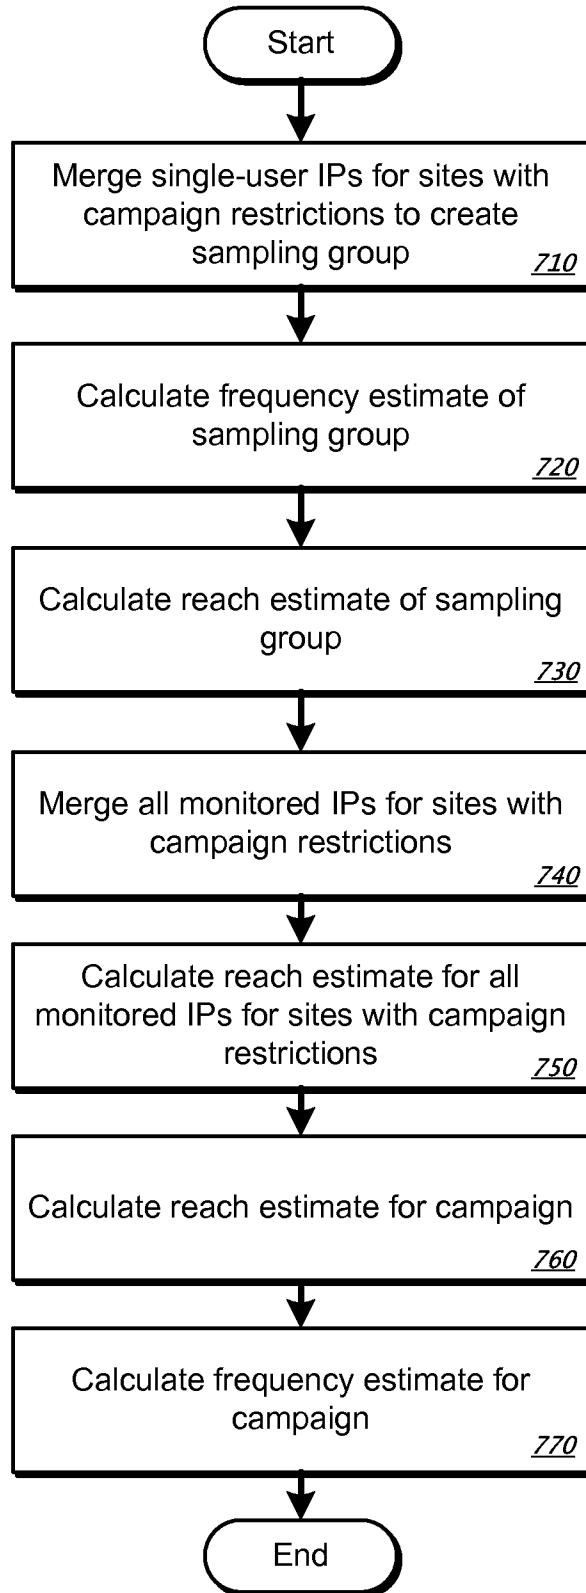 Start
Merge single-user IPs for sites with
campaign restrictions to create
sampling group
710
Calculate frequency estimate of
sampling group
720
Calculate reach estimate of sampling
group
730
Merge all monitored IPs for sites with
campaign restrictions
740
Calculate reach estimate for all
monitored IPs for sites with campaign
restrictions
750
Calculate reach estimate for campaign
760
Calculate frequency estimate for
campaign
770
End